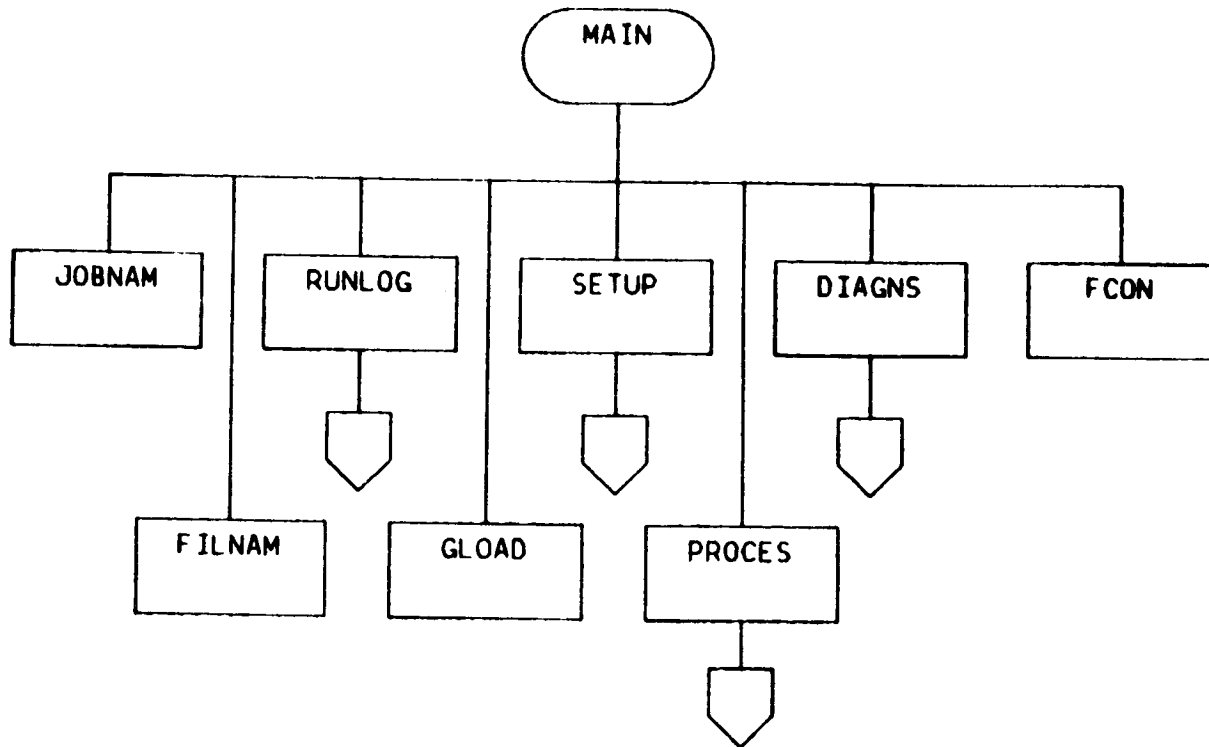 MAIN
JOBNAM
RUNLOG
SETUP
DIAGNS
FCON
FILNAM
GLOAD
PROCES